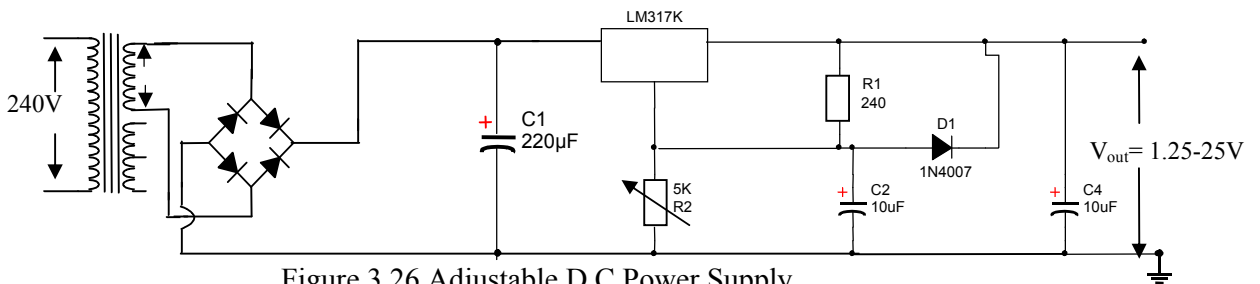 LM317K
240V
+
C1
220µF
R1
240
D1
1N4007
5K
R2
+
C2
10uF
+
C4
10uF
Vout= 1.25-25V
Figure 3.26 Adjustable D.C Power Supply